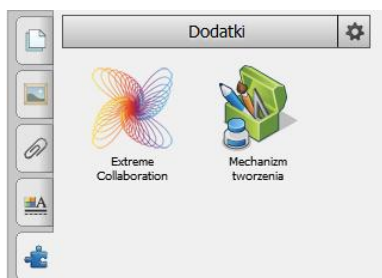 Dodatki
Extreme
Collaboration
Mechanizm
tworzenia
A